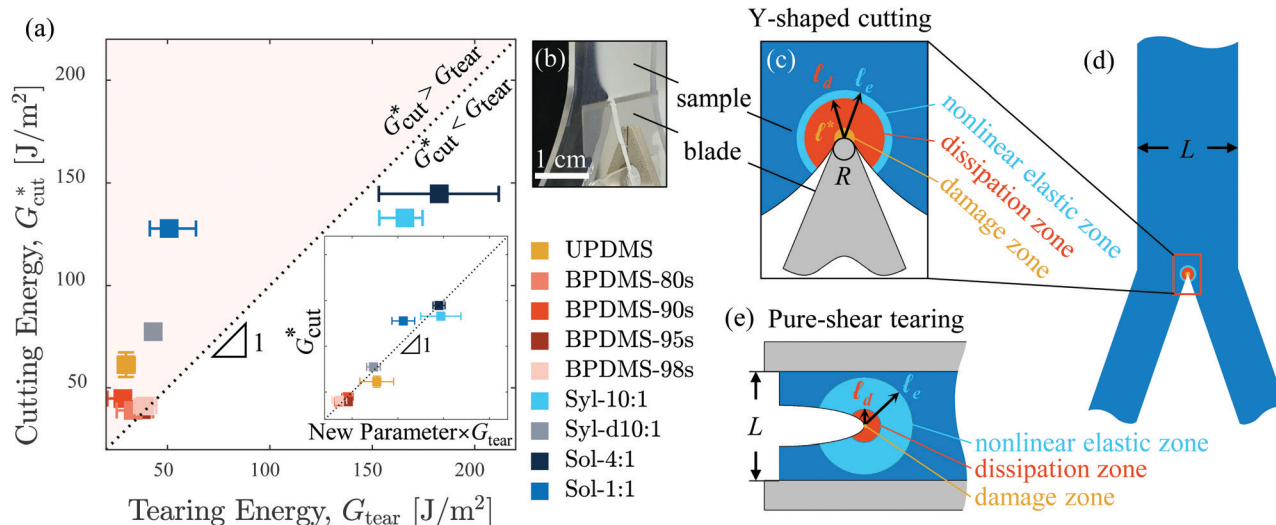 (a)
Cutting Energy, G*cut [J/m²]
200
150
100
50
50
100
150
200
Tearing Energy, Gtear [J/m²]
G*cut > Gtear
G*cut < Gtear
1
G*cut
1
New Parameter×Gtear
UPDMS
BPDMS-80s
BPDMS-90s
BPDMS-95s
BPDMS-98s
Syl-10:1
Syl-d10:1
Sol-4:1
Sol-1:1
(b)
1 cm
sample
blade
Y-shaped cutting
(c)
ℓd
ℓe
ℓ*
R
nonlinear elastic zone
dissipation zone
damage zone
(d)
L
(e) Pure-shear tearing
L
ℓd
ℓe
nonlinear elastic zone
dissipation zone
damage zone